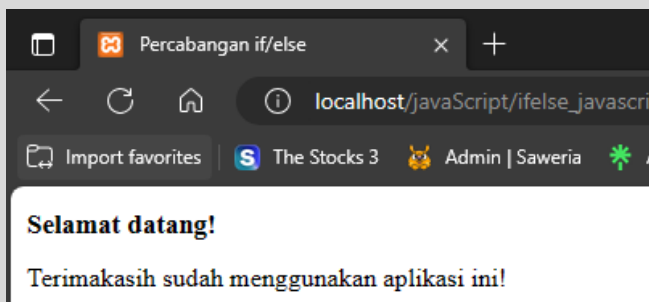 Percabangan if/else
localhost/javaScript/ifelse_javascri
Import favorites The Stocks 3 Admin | Saweria
Selamat datang!
Terimakasih sudah menggunakan aplikasi ini!